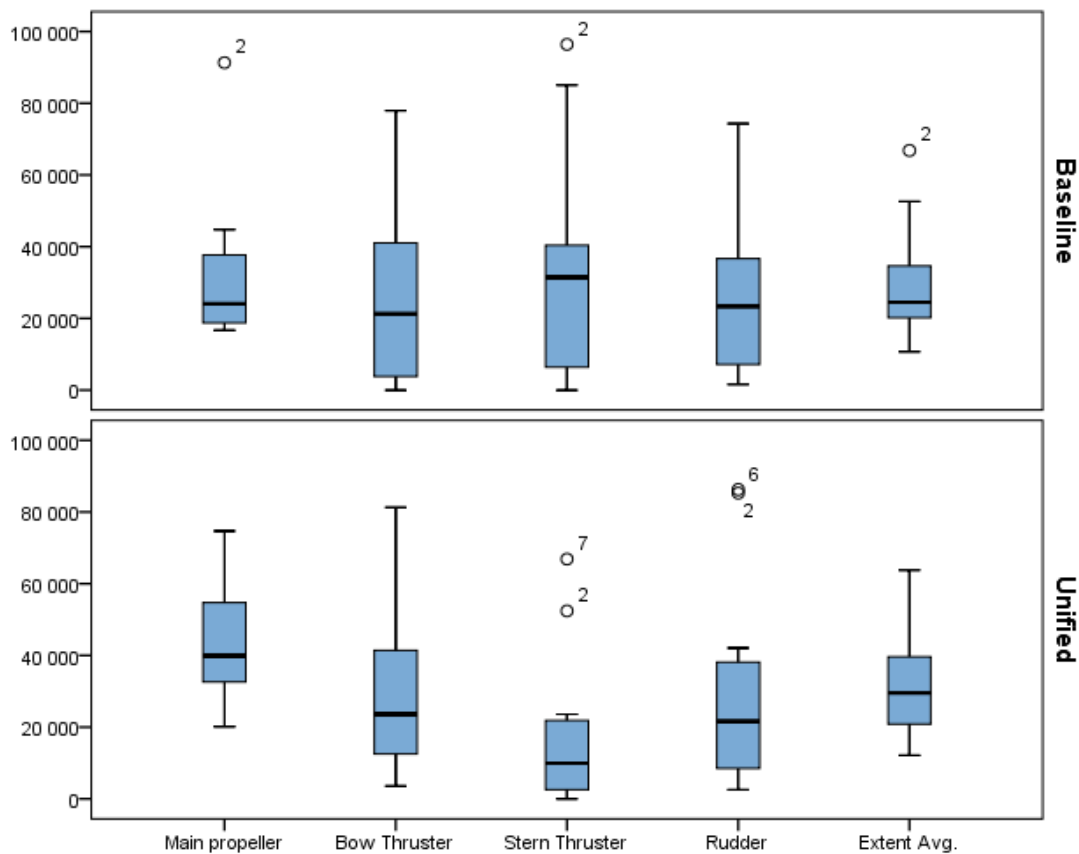 100 000
80 000
60 000
40 000
20 000
0
2
2
2
Baseline
100 000
80 000
60 000
40 000
20 000
0
7
2
6
2
Unified
Main propeller
Bow Thruster
Stern Thruster
Rudder
Extent Avg.